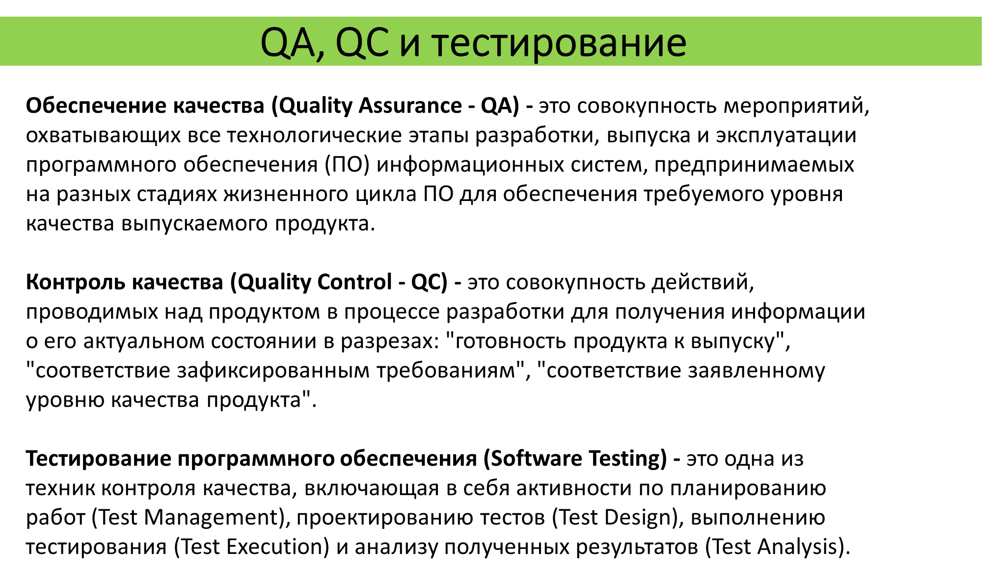 QA, QC и тестирование
Обеспечение качества (Quality Assurance - QA) - это совокупность мероприятий,
охватывающих все технологические этапы разработки, выпуска и эксплуатации
программного обеспечения (ПО) информационных систем, предпринимаемых
на разных стадиях жизненного цикла ПО для обеспечения требуемого уровня
качества выпускаемого продукта.
Контроль качества (Quality Control - QC) - это совокупность действий,
проводимых над продуктом в процессе разработки для получения информации
о его актуальном состоянии в разрезах: "готовность продукта к выпуску",
"соответствие зафиксированным требованиям", "соответствие заявленному
уровню качества продукта".
Тестирование программного обеспечения (Software Testing) - это одна из
техник контроля качества, включающая в себя активности по планированию
работ (Test Management), проектированию тестов (Test Design), выполнению
тестирования (Test Execution) и анализу полученных результатов (Test Analysis).